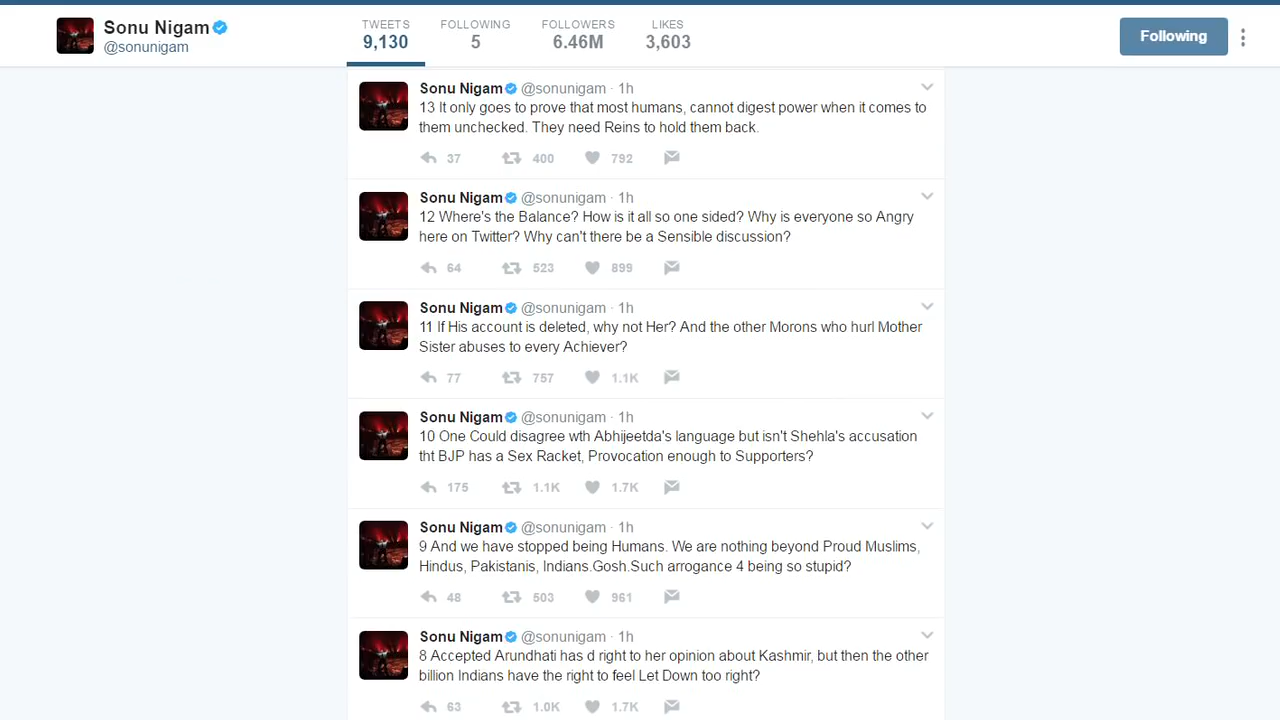 Sonu Nigam
@sonunigam
TWEETS
9,130
FOLLOWING
5
FOLLOWERS
6.46M
LIKES
3,603
Following
Sonu Nigam @sonunigam · 1h
13 It only goes to prove that most humans, cannot digest power when it comes to
them unchecked. They need Reins to hold them back.
37 400 792
Sonu Nigam @sonunigam · 1h
12 Where's the Balance? How is it all so one sided? Why is everyone so Angry
here on Twitter? Why can't there be a Sensible discussion?
64 523 899
Sonu Nigam @sonunigam · 1h
11 If His account is deleted, why not Her? And the other Morons who hurl Mother
Sister abuses to every Achiever?
77 757 1.1K
Sonu Nigam @sonunigam · 1h
10 One Could disagree wth Abhijeetda's language but isn't Shehla's accusation
tht BJP has a Sex Racket, Provocation enough to Supporters?
175 1.1K 1.7K
Sonu Nigam @sonunigam · 1h
9 And we have stopped being Humans. We are nothing beyond Proud Muslims,
Hindus, Pakistanis, Indians.Gosh.Such arrogance 4 being so stupid?
48 503 961
Sonu Nigam @sonunigam · 1h
8 Accepted Arundhati has d right to her opinion about Kashmir, but then the other
billion Indians have the right to feel Let Down too right?
63 1.0K 1.7K